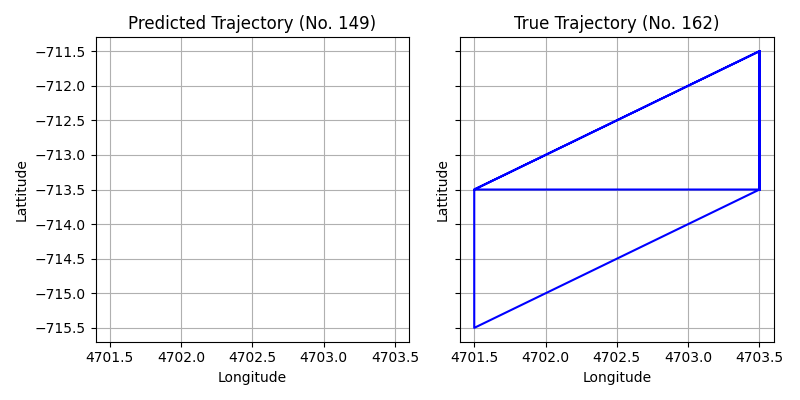 Predicted Trajectory (No. 149)
Lattitude
−711.5
−712.0
−712.5
−713.0
−713.5
−714.0
−714.5
−715.0
−715.5
4701.5 4702.0 4702.5 4703.0 4703.5
Longitude
True Trajectory (No. 162)
Lattitude
4701.5 4702.0 4702.5 4703.0 4703.5
Longitude